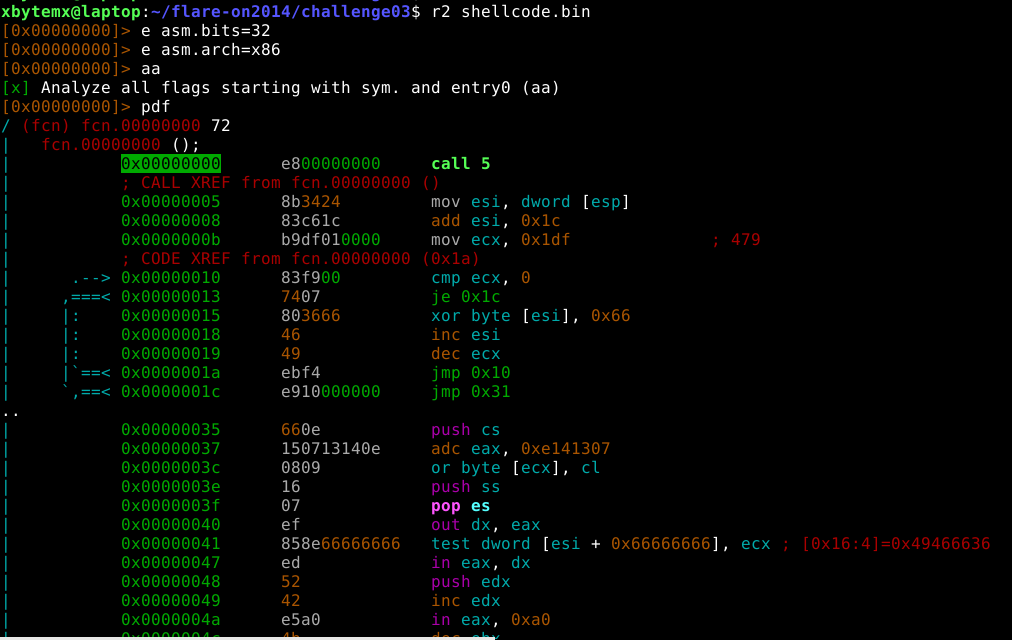 xbytemx@laptop:~/flare-on2014/challenge03$ r2 shellcode.bin
[0x00000000]> e asm.bits=32
[0x00000000]> e asm.arch=x86
[0x00000000]> aa
[x] Analyze all flags starting with sym. and entry0 (aa)
[0x00000000]> pdf
/ (fcn) fcn.00000000 72
|   fcn.00000000 ();
|           0x00000000      e800000000     call 5
|           ; CALL XREF from fcn.00000000 ()
|           0x00000005      8b3424         mov esi, dword [esp]
|           0x00000008      83c61c         add esi, 0x1c
|           0x0000000b      b9df010000     mov ecx, 0x1df              ; 479
|           ; CODE XREF from fcn.00000000 (0x1a)
|      .--> 0x00000010      83f900         cmp ecx, 0
|     ,===< 0x00000013      7407           je 0x1c
|     |:    0x00000015      803666         xor byte [esi], 0x66
|     |:    0x00000018      46             inc esi
|     |:    0x00000019      49             dec ecx
|     |`==< 0x0000001a      ebf4           jmp 0x10
|     `,==< 0x0000001c      e910000000     jmp 0x31
..
|           0x00000035      660e           push cs
|           0x00000037      150713140e     adc eax, 0xe141307
|           0x0000003c      0809           or byte [ecx], cl
|           0x0000003e      16             push ss
|           0x0000003f      07             pop es
|           0x00000040      ef             out dx, eax
|           0x00000041      858e66666666   test dword [esi + 0x66666666], ecx ; [0x16:4]=0x49466636
|           0x00000047      ed             in eax, dx
|           0x00000048      52             push edx
|           0x00000049      42             inc edx
|           0x0000004a      e5a0           in eax, 0xa0